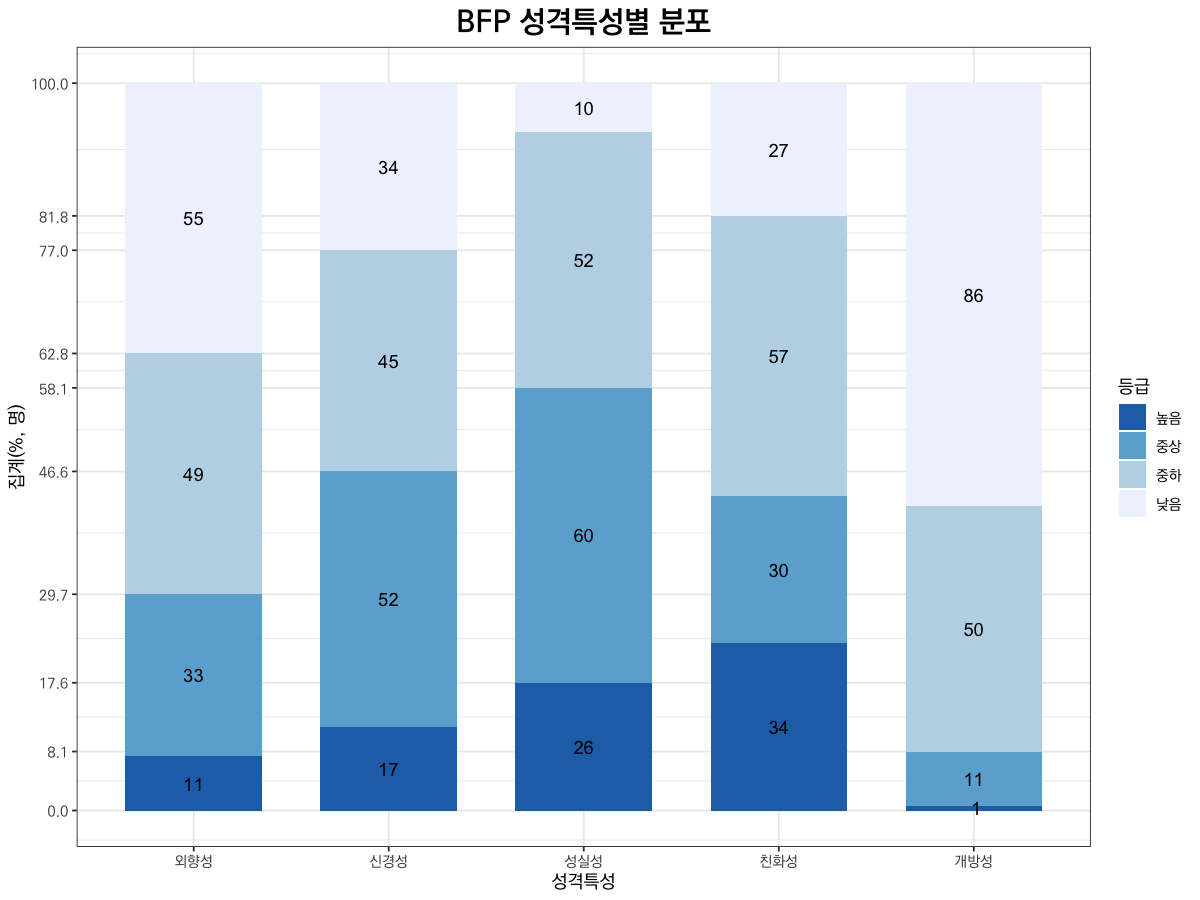 BFP 성격특성별 분포
집계(%, 명)
100.0
81.8
77.0
62.8
58.1
46.6
29.7
17.6
8.1
0.0
55
49
33
11
34
45
52
17
10
52
60
26
27
57
30
34
86
50
11
1
외향성
신경성
성실성
친화성
개방성
성격특성
등급
높음
중상
중하
낮음